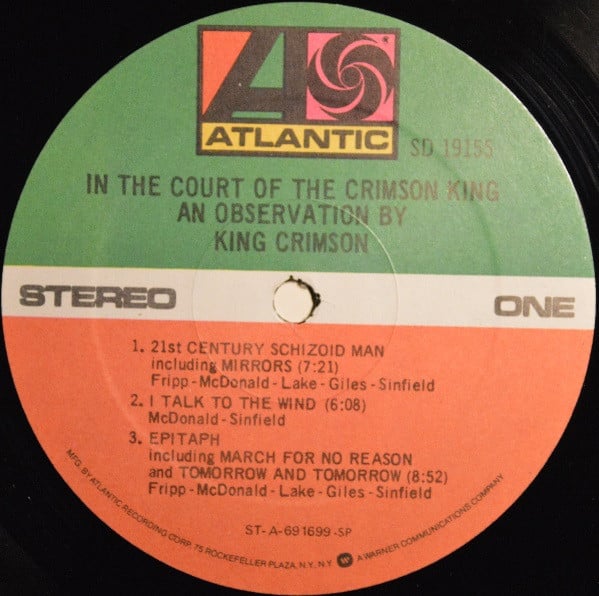 ATLANTIC
SD 19155
IN THE COURT OF THE CRIMSON KING
AN OBSERVATION BY
KING CRIMSON
STEREO
ONE
1. 21st CENTURY SCHIZOID MAN
including MIRRORS (7:21)
Fripp - McDonald - Lake - Giles - Sinfield
2. I TALK TO THE WIND (6:08)
McDonald - Sinfield
3. EPITAPH
including MARCH FOR NO REASON
and TOMORROW AND TOMORROW (8:52)
Fripp - McDonald - Lake - Giles - Sinfield
ST-A-691699-SP
MFG. BY ATLANTIC RECORDING CORP. 75 ROCKEFELLER PLAZA, N.Y. N.Y. A WARNER COMMUNICATIONS COMPANY